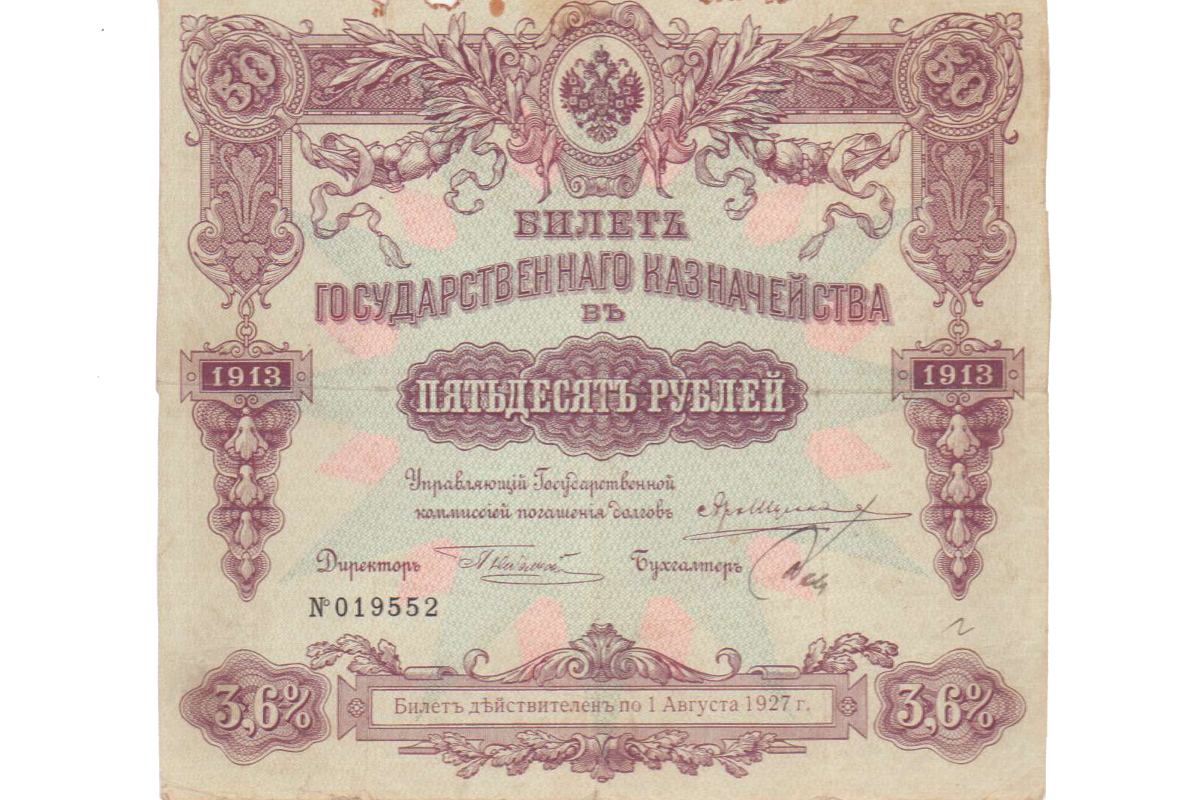 50 50
БИЛЕТЪ
ГОСУДАРСТВЕННАГО КАЗНАЧЕЙСТВА
ВЪ
1913 1913
ПЯТЬДЕСЯТЪ РУБЛЕЙ
Управляющій Государственной
коммиссіей погашенія долговъ
Директоръ Бухгалтеръ
№019552
3,6% 3,6%
Билетъ дѣйствителенъ по 1 Августа 1927 г.